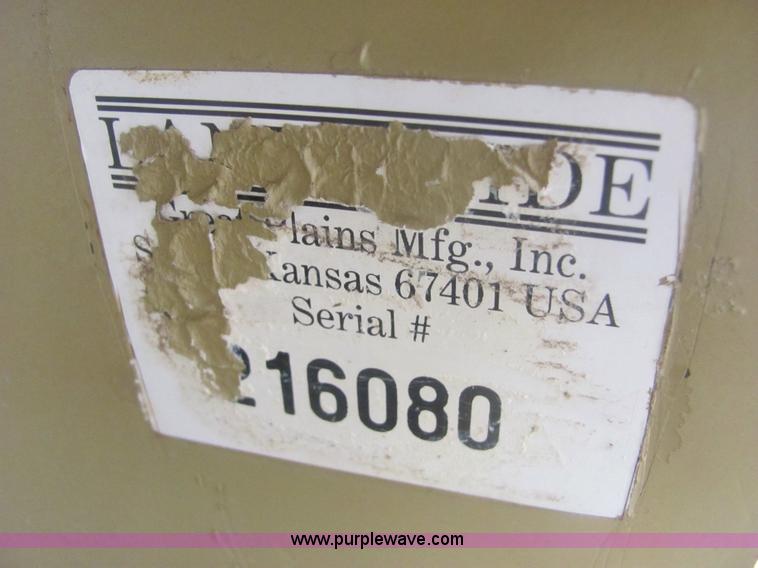 Plains Mfg., Inc.
Kansas 67401 USA
Serial #
216080
www.purplewave.com